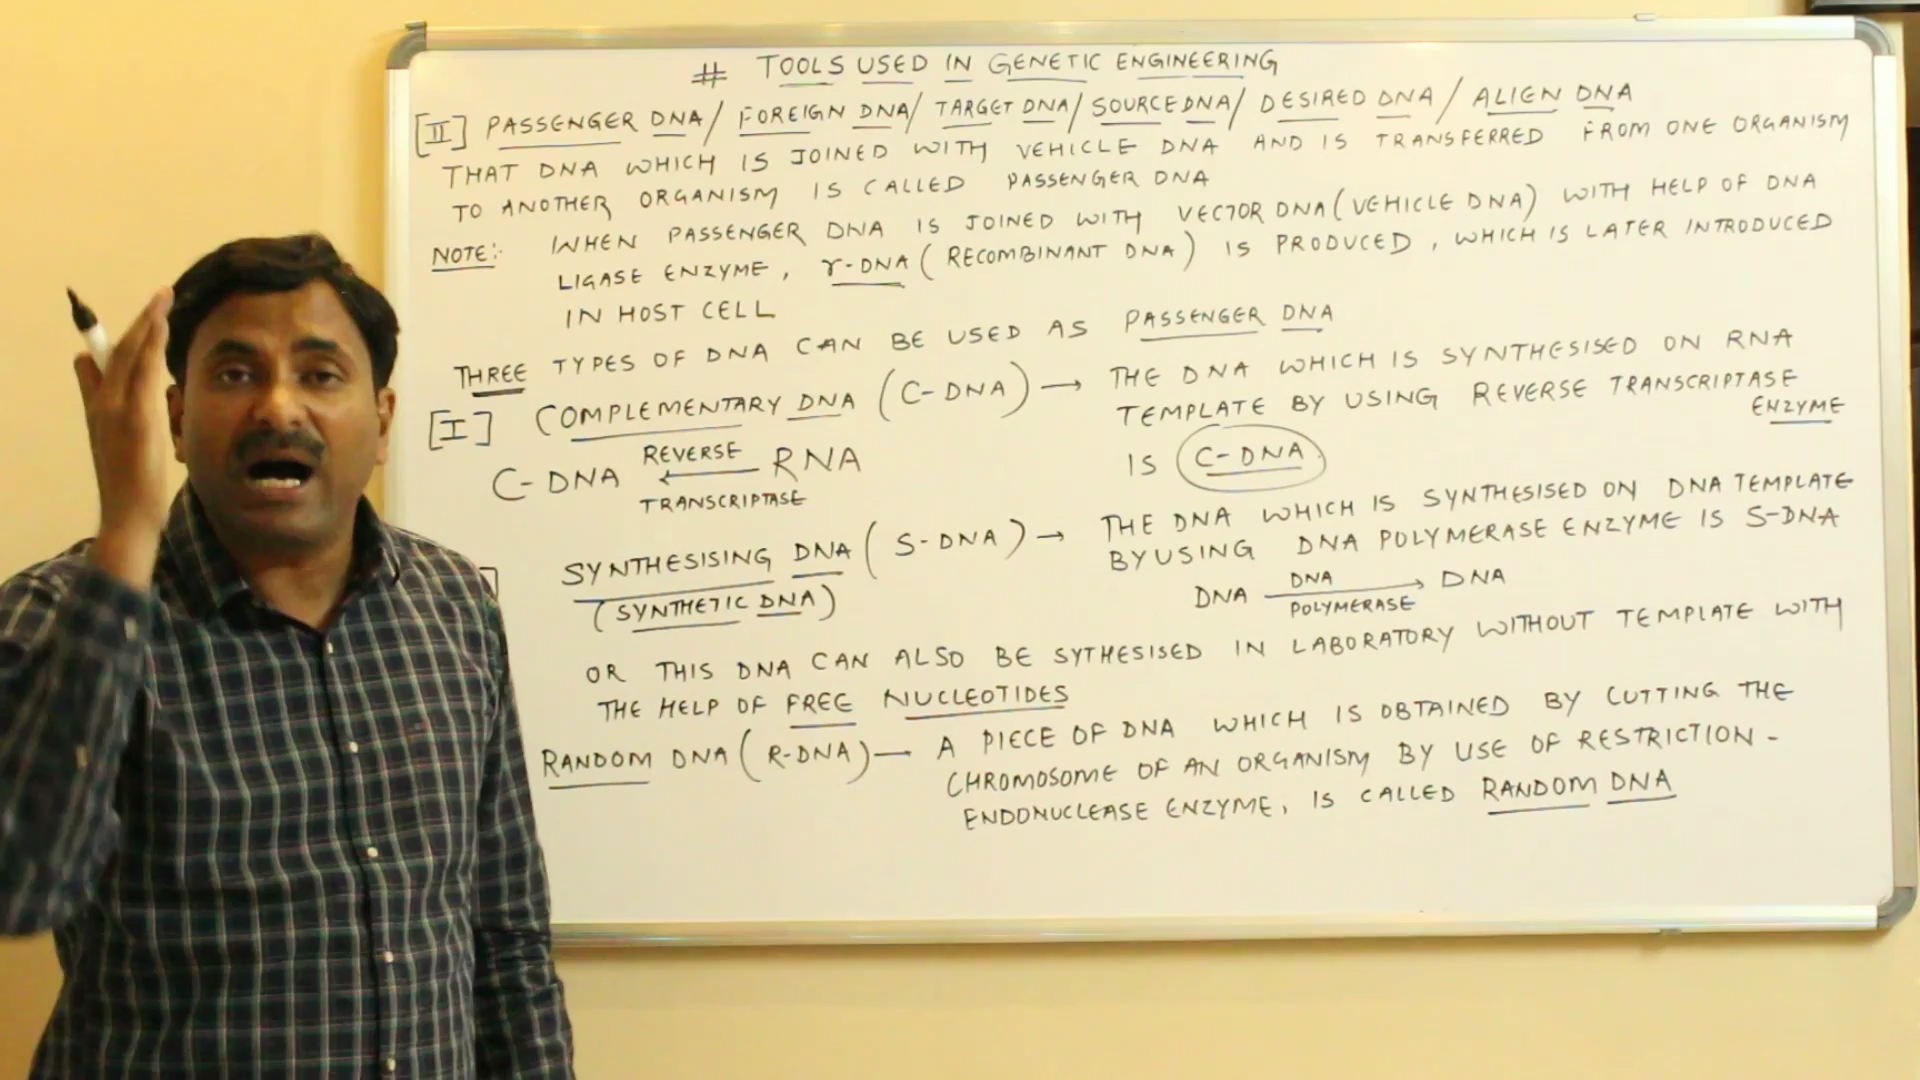 # TOOLS USED IN GENETIC ENGINEERING
[II] PASSENGER DNA/ FOREIGN DNA/ TARGET DNA/ SOURCE DNA/ DESIRED DNA / ALIEN DNA
THAT DNA WHICH IS JOINED WITH VEHICLE DNA AND IS TRANSFERRED FROM ONE ORGANISM
TO ANOTHER ORGANISM IS CALLED PASSENGER DNA
NOTE:- WHEN PASSENGER DNA IS JOINED WITH VECTOR DNA (VEHICLE DNA) WITH HELP OF DNA
LIGASE ENZYME, r-DNA (RECOMBINANT DNA) IS PRODUCED, WHICH IS LATER INTRODUCED
IN HOST CELL
THREE TYPES OF DNA CAN BE USED AS PASSENGER DNA
[I] COMPLEMENTARY DNA (C-DNA) → THE DNA WHICH IS SYNTHESISED ON RNA
TEMPLATE BY USING REVERSE TRANSCRIPTASE
ENZYME
IS C-DNA
C-DNA ← RNA
REVERSE
TRANSCRIPTASE
] SYNTHESISING DNA (S-DNA) → THE DNA WHICH IS SYNTHESISED ON DNA TEMPLATE
(SYNTHETIC DNA)
BY USING DNA POLYMERASE ENZYME IS S-DNA
DNA → DNA
DNA
POLYMERASE
OR THIS DNA CAN ALSO BE SYTHESISED IN LABORATORY WITHOUT TEMPLATE WITH
THE HELP OF FREE NUCLEOTIDES
RANDOM DNA (R-DNA) — A PIECE OF DNA WHICH IS OBTAINED BY CUTTING THE
CHROMOSOME OF AN ORGANISM BY USE OF RESTRICTION -
ENDONUCLEASE ENZYME, IS CALLED RANDOM DNA